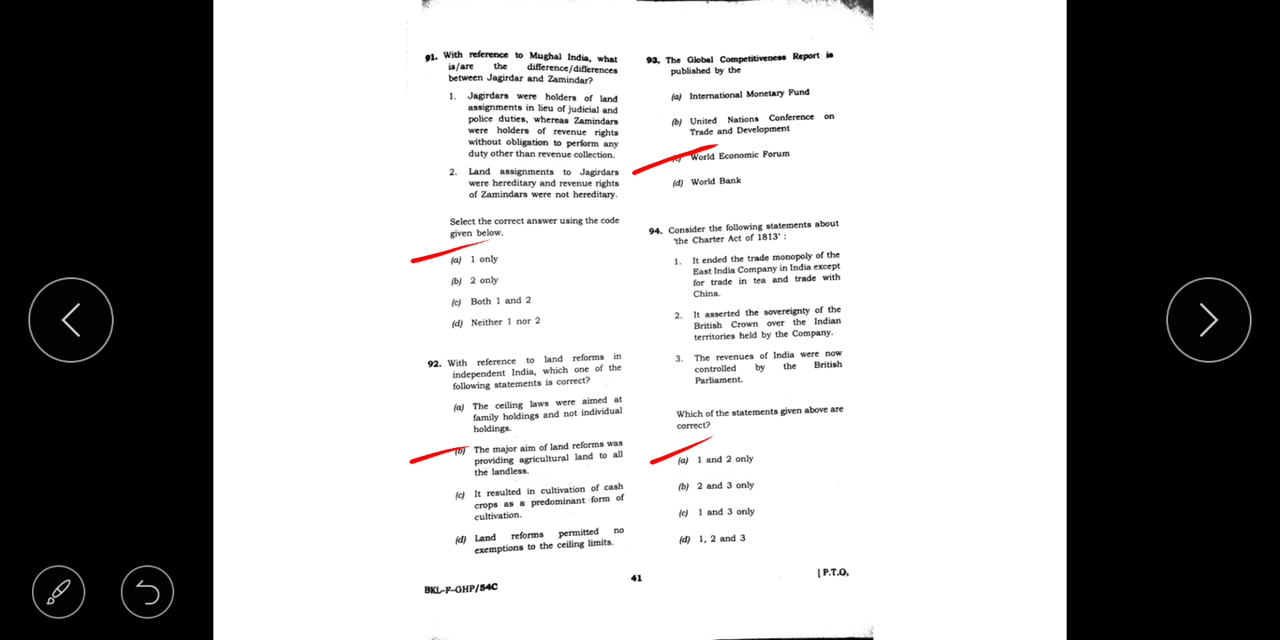 91. With reference to Mughal India, what
is/are the difference/differences
between Jagirdar and Zamindar?
1. Jagirdars were holders of land
assignments in lieu of judicial and
police duties, whereas Zamindars
were holders of revenue rights
without obligation to perform any
duty other than revenue collection.
2. Land assignments to Jagirdars
were hereditary and revenue rights
of Zamindars were not hereditary.
Select the correct answer using the code
given below.
(a) 1 only
(b) 2 only
(c) Both 1 and 2
(d) Neither 1 nor 2
92. With reference to land reforms in
independent India, which one of the
following statements is correct?
(a) The ceiling laws were aimed at
family holdings and not individual
holdings.
(b) The major aim of land reforms was
providing agricultural land to all
the landless.
(c) It resulted in cultivation of cash
crops as a predominant form of
cultivation.
(d) Land reforms permitted no
exemptions to the ceiling limits.
93. The Global Competitiveness Report is
published by the
(a) International Monetary Fund
(b) United Nations Conference on
Trade and Development
(c) World Economic Forum
(d) World Bank
94. Consider the following statements about
'the Charter Act of 1813' :
1. It ended the trade monopoly of the
East India Company in India except
for trade in tea and trade with
China.
2. It asserted the sovereignty of the
British Crown over the Indian
territories held by the Company.
3. The revenues of India were now
controlled by the British
Parliament.
Which of the statements given above are
correct?
(a) 1 and 2 only
(b) 2 and 3 only
(c) 1 and 3 only
(d) 1, 2 and 3
BKL-F-GHP/54C
41
[ P.T.O.